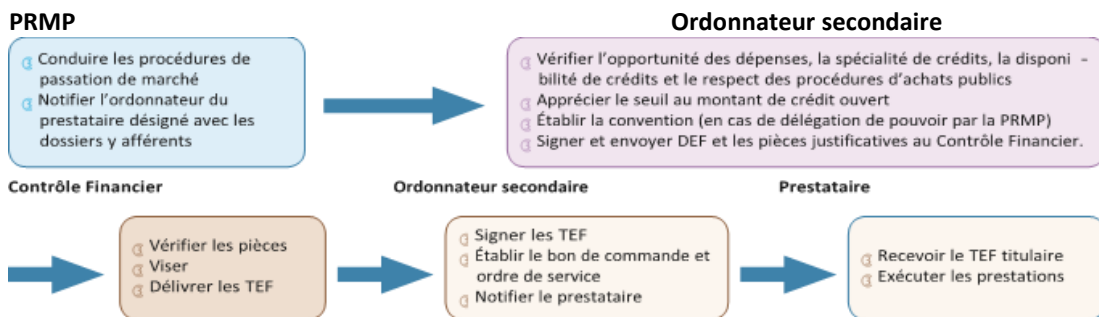 PRMP
Ordonnateur secondaire
Conduire les procédures de
passation de marché
Notifier l'ordonnateur du
prestataire désigné avec les
dossiers y afférents
Vérifier l'opportunité des dépenses, la spécialité de crédits, la disponi -
bilité de crédits et le respect des procédures d'achats publics
Apprécier le seuil au montant de crédit ouvert
Établir la convention (en cas de délégation de pouvoir par la PRMP)
Signer et envoyer DEF et les pièces justificatives au Contrôle Financier.
Contrôle Financier
Ordonnateur secondaire
Prestataire
Vérifier les pièces
Viser
Délivrer les TEF
Signer les TEF
Établir le bon de commande et
ordre de service
Notifier le prestataire
Recevoir le TEF titulaire
Exécuter les prestations